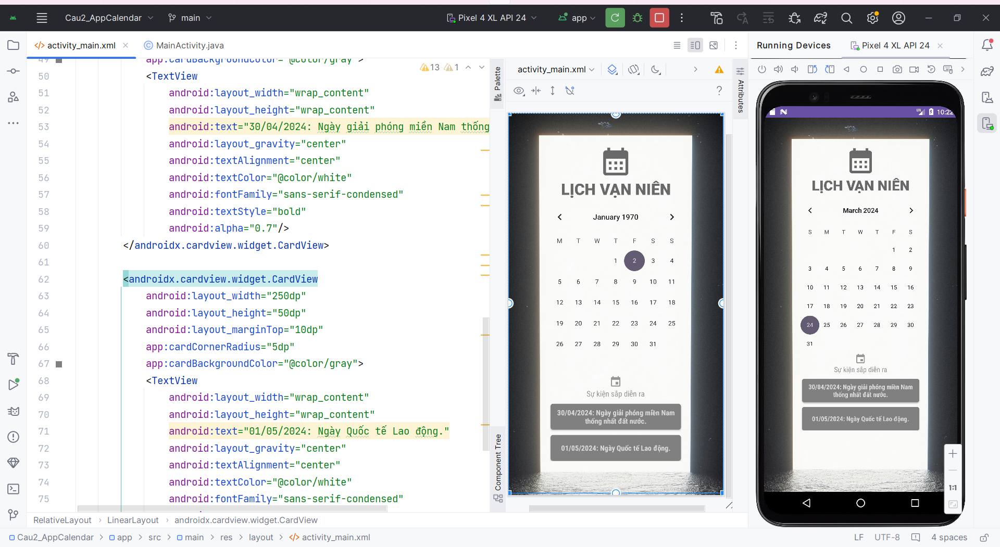 Cau2_AppCalendar
main
Pixel 4 XL API 24
app
activity_main.xml
MainActivity.java
Running Devices
Pixel 4 XL API 24
49
app:cardBackgroundColor="@color/gray">
13
1
50
<TextView
51
android:layout_width="wrap_content"
52
android:layout_height="wrap_content"
53
android:text="30/04/2024: Ngày giải phóng miền Nam thống
54
android:layout_gravity="center"
55
android:textAlignment="center"
56
android:textColor="@color/white"
57
android:fontFamily="sans-serif-condensed"
58
android:textStyle="bold"
59
android:alpha="0.7"/>
60
</androidx.cardview.widget.CardView>
61
62
<androidx.cardview.widget.CardView
63
android:layout_width="250dp"
64
android:layout_height="50dp"
65
android:layout_marginTop="10dp"
66
app:cardCornerRadius="5dp"
67
app:cardBackgroundColor="@color/gray">
68
<TextView
69
android:layout_width="wrap_content"
70
android:layout_height="wrap_content"
71
android:text="01/05/2024: Ngày Quốc tế Lao động."
72
android:layout_gravity="center"
73
android:textAlignment="center"
74
android:textColor="@color/white"
75
android:fontFamily="sans-serif-condensed"
Palette
Component Tree
activity_main.xml
?
Attributes
LỊCH VẠN NIÊN
January 1970
M T W T F S S
1 2 3 4
5 6 7 8 9 10 11
12 13 14 15 16 17 18
19 20 21 22 23 24 25
26 27 28 29 30 31
Sự kiện sắp diễn ra
30/04/2024: Ngày giải phóng miền Nam
thống nhất đất nước.
01/05/2024: Ngày Quốc tế Lao động.
LTE
10:22
LỊCH VẠN NIÊN
March 2024
S M T W T F S
1 2
3 4 5 6 7 8 9
10 11 12 13 14 15 16
17 18 19 20 21 22 23
24 25 26 27 28 29 30
31
Sự kiện sắp diễn ra
30/04/2024: Ngày giải phóng miền Nam
thống nhất đất nước.
01/05/2024: Ngày Quốc tế Lao động.
1:1
RelativeLayout › LinearLayout › androidx.cardview.widget.CardView
Cau2_AppCalendar > app > src > main > res > layout > activity_main.xml
LF UTF-8 4 spaces